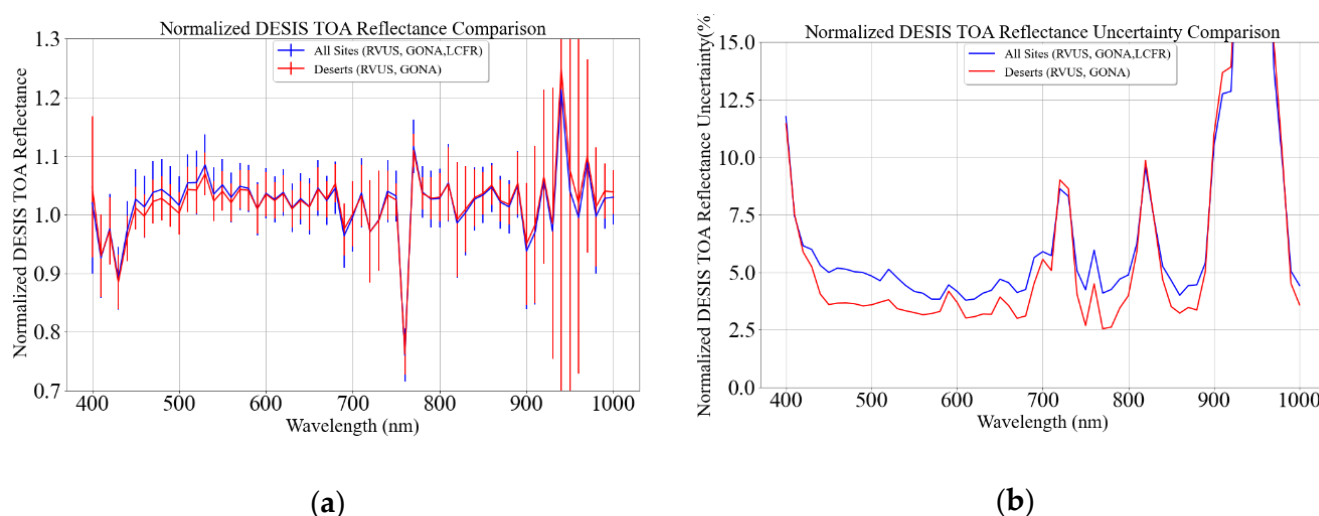 Normalized DESIS TOA Reflectance Comparison
All Sites (RVUS, GONA,LCFR)
Deserts (RVUS, GONA)
Normalized DESIS TOA Reflectance
1.3
1.2
1.1
1.0
0.9
0.8
0.7
400
500
600
700
800
900
1000
Wavelength (nm)
(a)
Normalized DESIS TOA Reflectance Uncertainty Comparison
All Sites (RVUS, GONA,LCFR)
Deserts (RVUS, GONA)
Normalized DESIS TOA Reflectance Uncertainty(%
15.0
12.5
10.0
7.5
5.0
2.5
0.0
400
500
600
700
800
900
1000
Wavelength (nm)
(b)